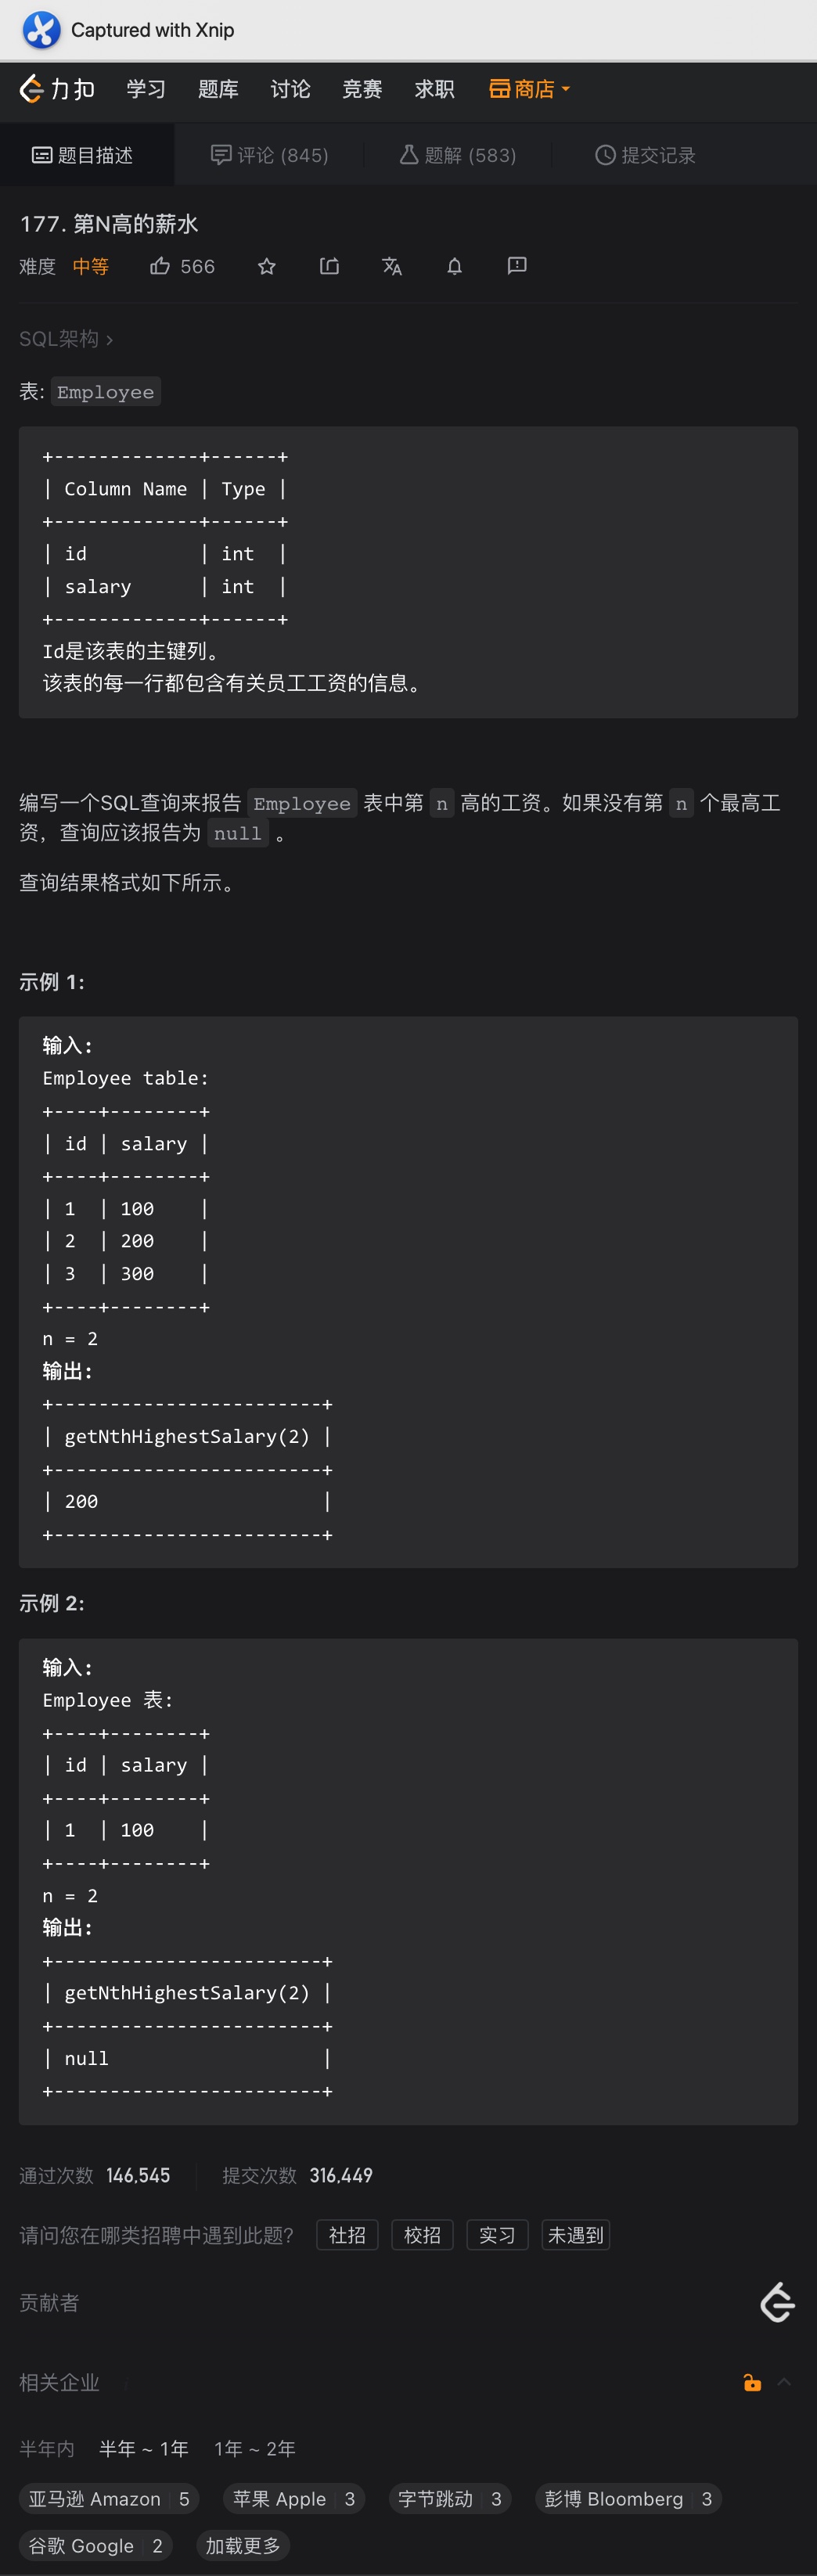 Captured with Xnip
力扣 学习 题库 讨论 竞赛 求职 商店
题目描述 评论 (845) 题解 (583) 提交记录
177. 第N高的薪水
难度 中等 566
SQL架构 ›
表: Employee
+-------------+------+
| Column Name | Type |
+-------------+------+
| id          | int  |
| salary      | int  |
+-------------+------+
Id是该表的主键列。
该表的每一行都包含有关员工工资的信息。
编写一个SQL查询来报告 Employee 表中第 n 高的工资。如果没有第 n 个最高工
资，查询应该报告为 null 。
查询结果格式如下所示。
示例 1:
输入:
Employee table:
+----+--------+
| id | salary |
+----+--------+
| 1  | 100    |
| 2  | 200    |
| 3  | 300    |
+----+--------+
n = 2
输出:
+------------------------+
| getNthHighestSalary(2) |
+------------------------+
| 200                    |
+------------------------+
示例 2:
输入:
Employee 表:
+----+--------+
| id | salary |
+----+--------+
| 1  | 100    |
+----+--------+
n = 2
输出:
+------------------------+
| getNthHighestSalary(2) |
+------------------------+
| null                   |
+------------------------+
通过次数 146,545 提交次数 316,449
请问您在哪类招聘中遇到此题? 社招 校招 实习 未遇到
贡献者
相关企业
半年内 半年 ~ 1年 1年 ~ 2年
亚马逊 Amazon 5 苹果 Apple 3 字节跳动 3 彭博 Bloomberg 3
谷歌 Google 2 加载更多